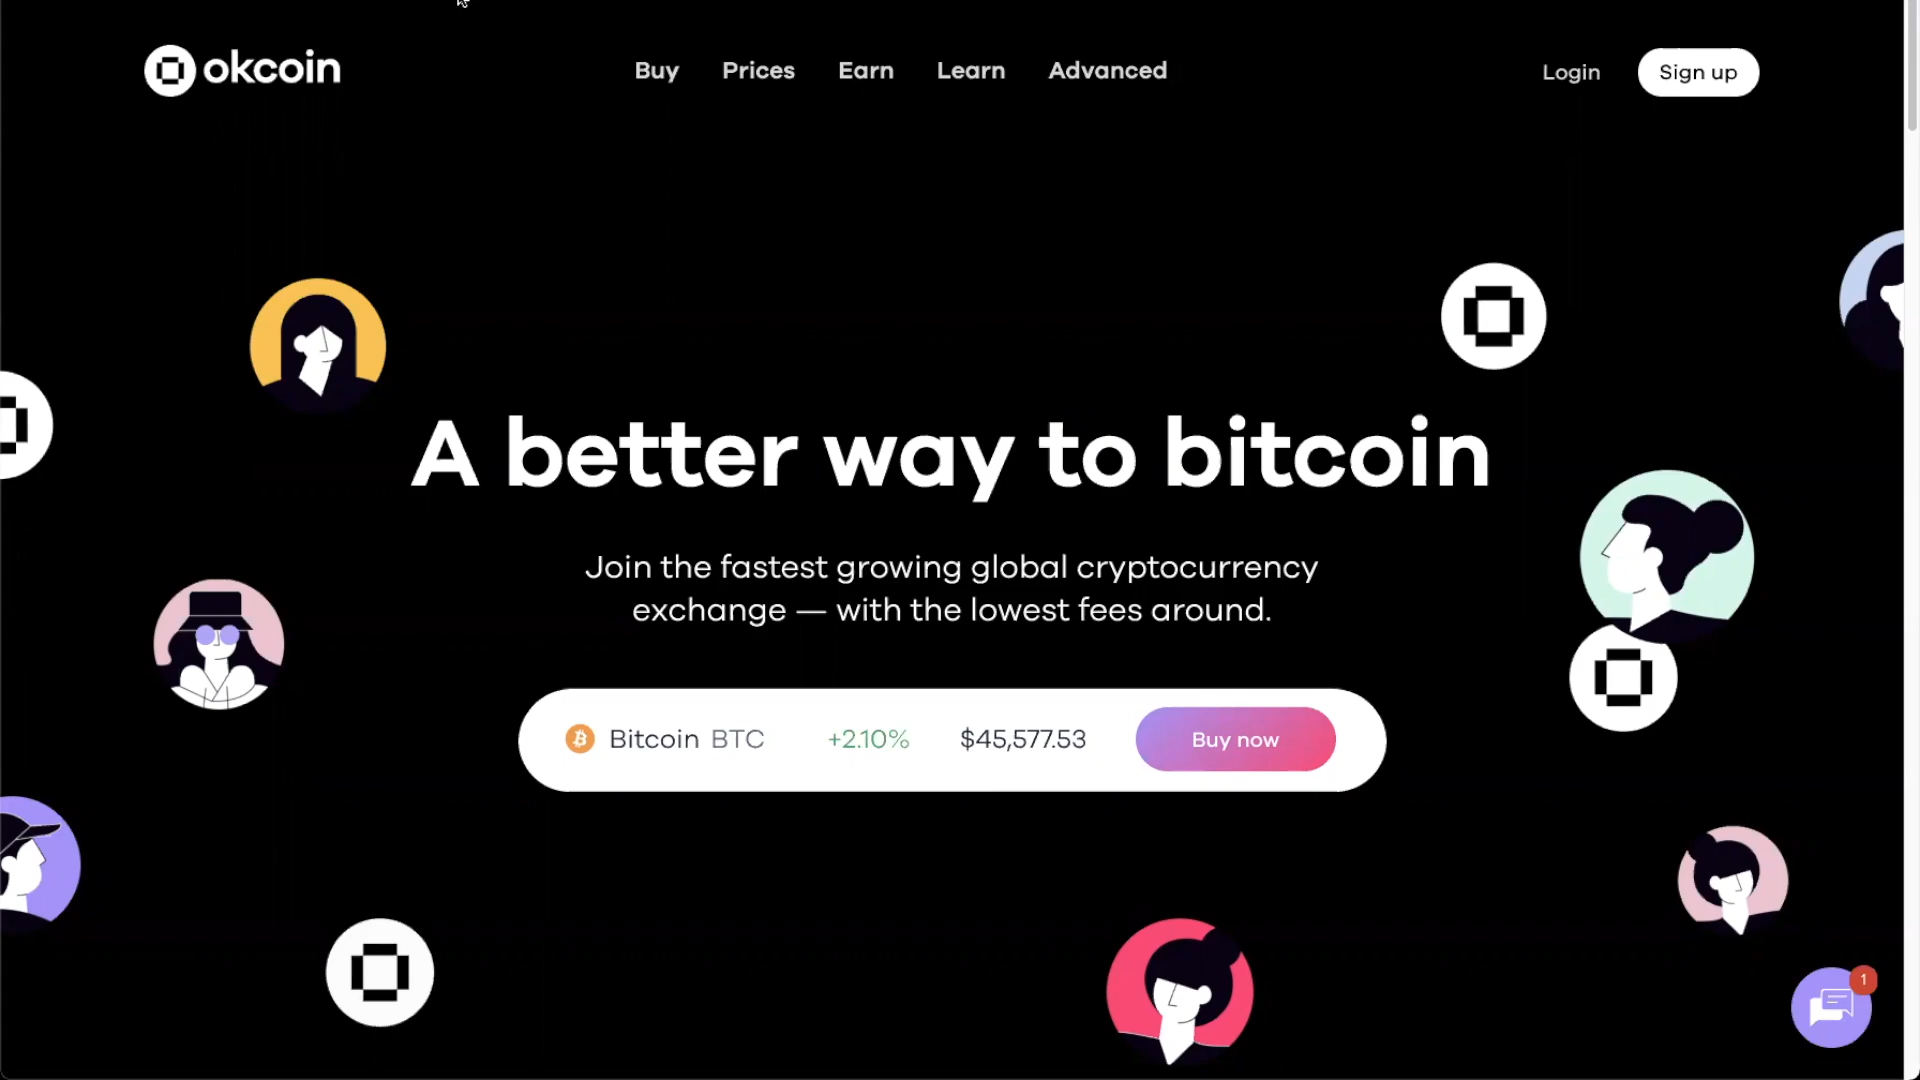 okcoin
Buy Prices Earn Learn Advanced
Login Sign up
A better way to bitcoin
Join the fastest growing global cryptocurrency
exchange — with the lowest fees around.
Bitcoin BTC +2.10% $45,577.53 Buy now
1